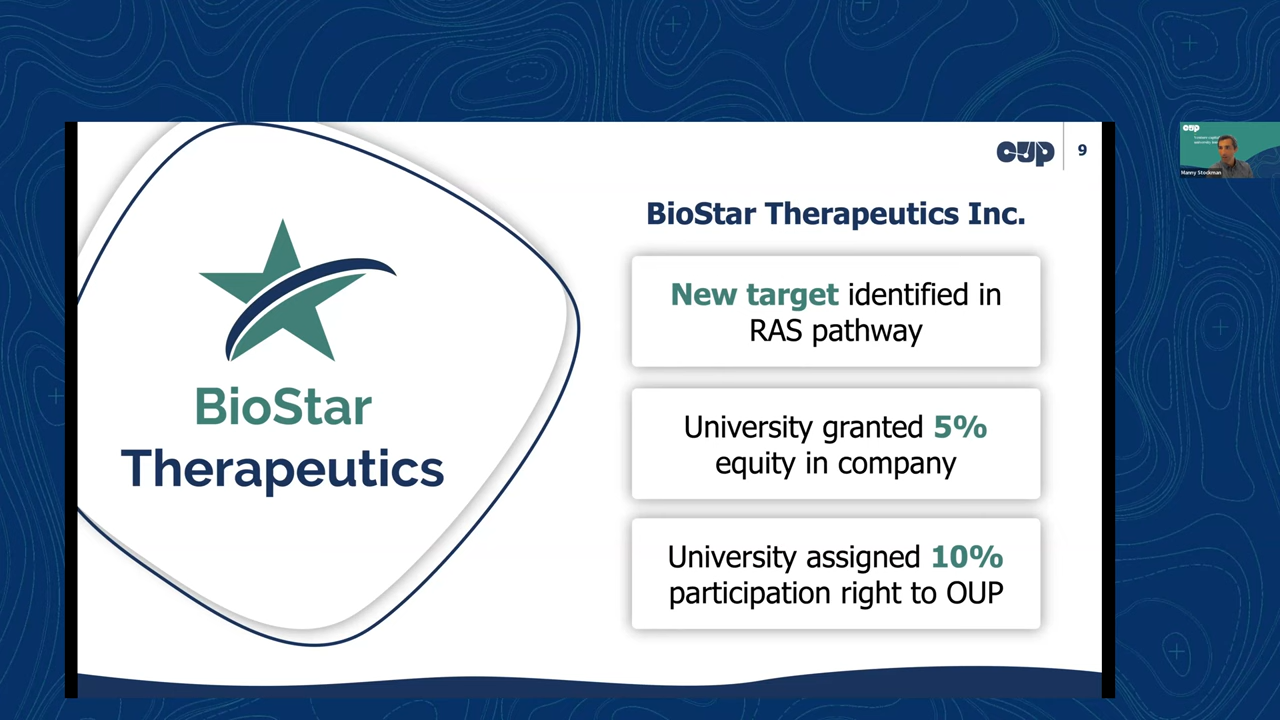 OUP
9
BioStar Therapeutics Inc.
New target identified in
RAS pathway
University granted 5%
equity in company
University assigned 10%
participation right to OUP
BioStar
Therapeutics
OUP
Manny Stockman